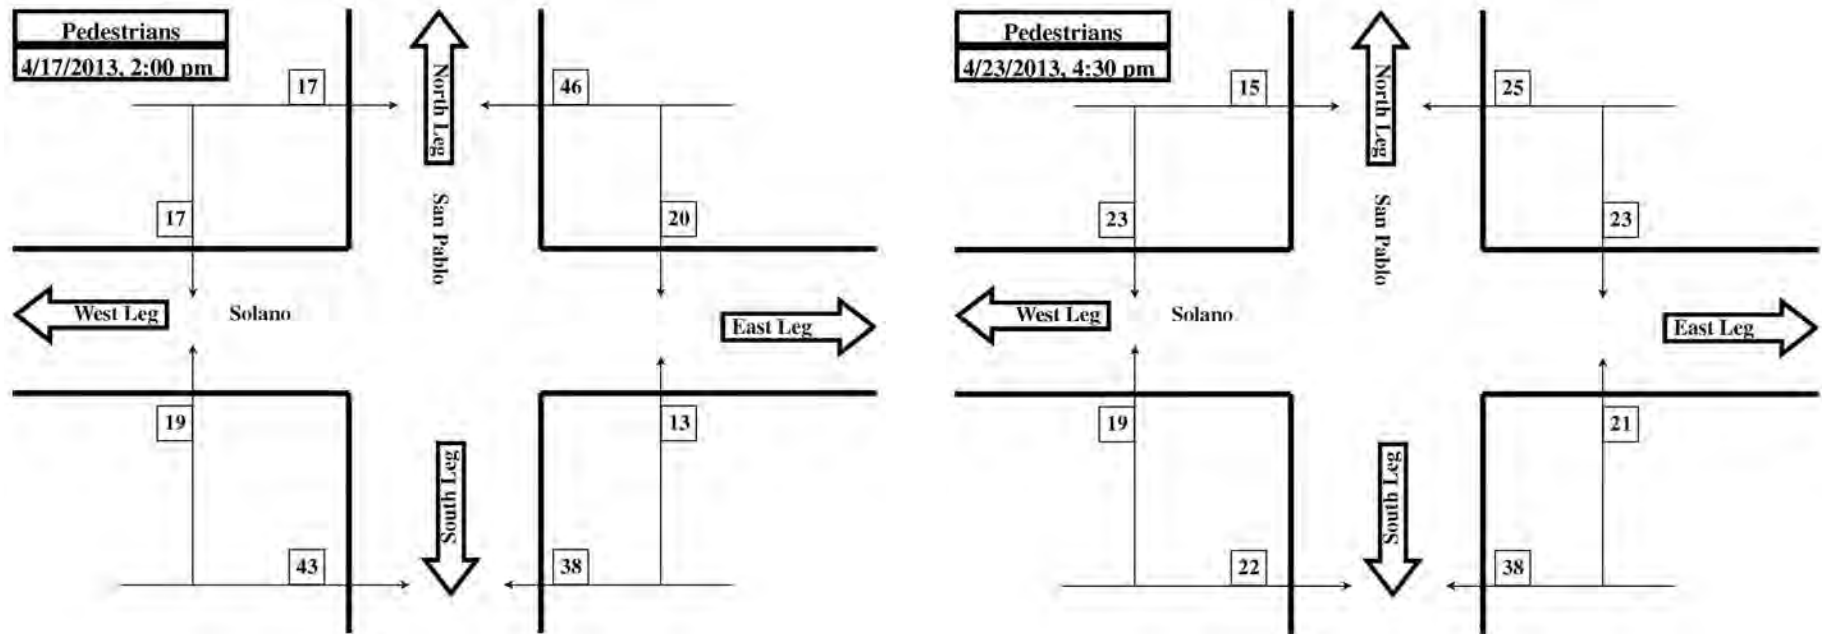 Pedestrians
4/17/2013, 2:00 pm
17
46
North Leg
17
20
San Pablo
West Leg
Solano
East Leg
19
13
South Leg
43
38
Pedestrians
4/23/2013, 4:30 pm
15
25
North Leg
23
23
San Pablo
West Leg
Solano
East Leg
19
21
South Leg
22
38